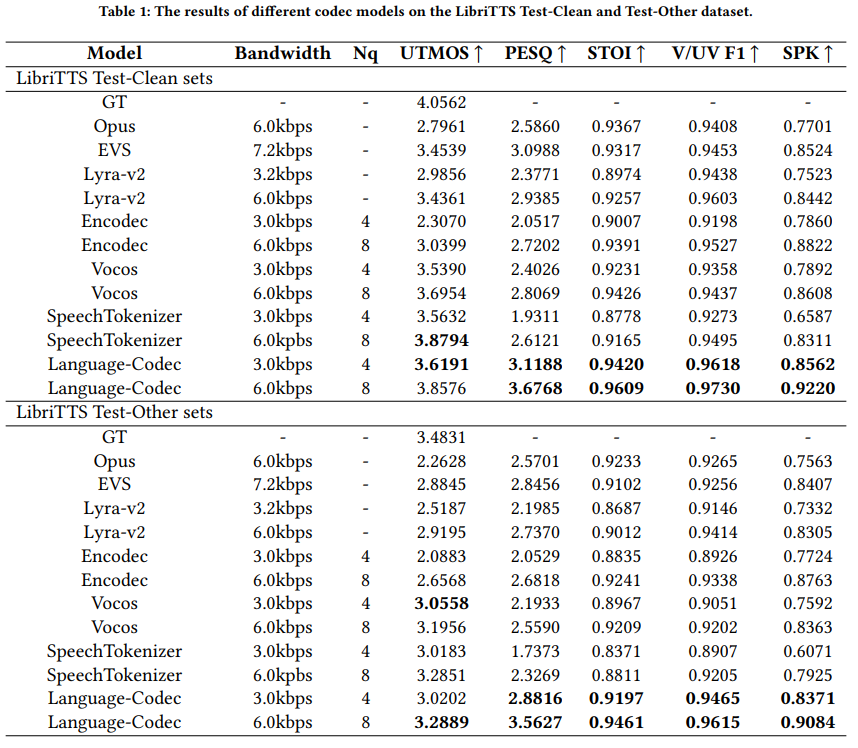 Table 1: The results of different codec models on the LibriTTS Test-Clean and Test-Other dataset.
Model Bandwidth Nq UTMOS ↑ PESQ ↑ STOI ↑ V/UV F1 ↑ SPK ↑
LibriTTS Test-Clean sets
GT - - 4.0562 - - - -
Opus 6.0kbps - 2.7961 2.5860 0.9367 0.9408 0.7701
EVS 7.2kbps - 3.4539 3.0988 0.9317 0.9453 0.8524
Lyra-v2 3.2kbps - 2.9856 2.3771 0.8974 0.9438 0.7523
Lyra-v2 6.0kbps - 3.4361 2.9385 0.9257 0.9603 0.8442
Encodec 3.0kbps 4 2.3070 2.0517 0.9007 0.9198 0.7860
Encodec 6.0kbps 8 3.0399 2.7202 0.9391 0.9527 0.8822
Vocos 3.0kbps 4 3.5390 2.4026 0.9231 0.9358 0.7892
Vocos 6.0kbps 8 3.6954 2.8069 0.9426 0.9437 0.8608
SpeechTokenizer 3.0kbps 4 3.5632 1.9311 0.8778 0.9273 0.6587
SpeechTokenizer 6.0kpbs 8 3.8794 2.6121 0.9165 0.9495 0.8311
Language-Codec 3.0kbps 4 3.6191 3.1188 0.9420 0.9618 0.8562
Language-Codec 6.0kbps 8 3.8576 3.6768 0.9609 0.9730 0.9220
LibriTTS Test-Other sets
GT - - 3.4831 - - - -
Opus 6.0kbps - 2.2628 2.5701 0.9233 0.9265 0.7563
EVS 7.2kbps - 2.8845 2.8456 0.9102 0.9256 0.8407
Lyra-v2 3.2kbps - 2.5187 2.1985 0.8687 0.9146 0.7332
Lyra-v2 6.0kbps - 2.9195 2.7370 0.9012 0.9414 0.8305
Encodec 3.0kbps 4 2.0883 2.0529 0.8835 0.8926 0.7724
Encodec 6.0kbps 8 2.6568 2.6818 0.9241 0.9338 0.8763
Vocos 3.0kbps 4 3.0558 2.1933 0.8967 0.9051 0.7592
Vocos 6.0kbps 8 3.1956 2.5590 0.9209 0.9202 0.8363
SpeechTokenizer 3.0kbps 4 3.0183 1.7373 0.8371 0.8907 0.6071
SpeechTokenizer 6.0kpbs 8 3.2851 2.3269 0.8811 0.9205 0.7925
Language-Codec 3.0kbps 4 3.0202 2.8816 0.9197 0.9465 0.8371
Language-Codec 6.0kbps 8 3.2889 3.5627 0.9461 0.9615 0.9084